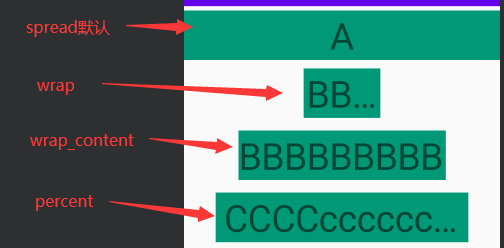 spread默认
A
wrap
BB...
wrap_content
BBBBBBBBB
percent
CCCCcccccc...